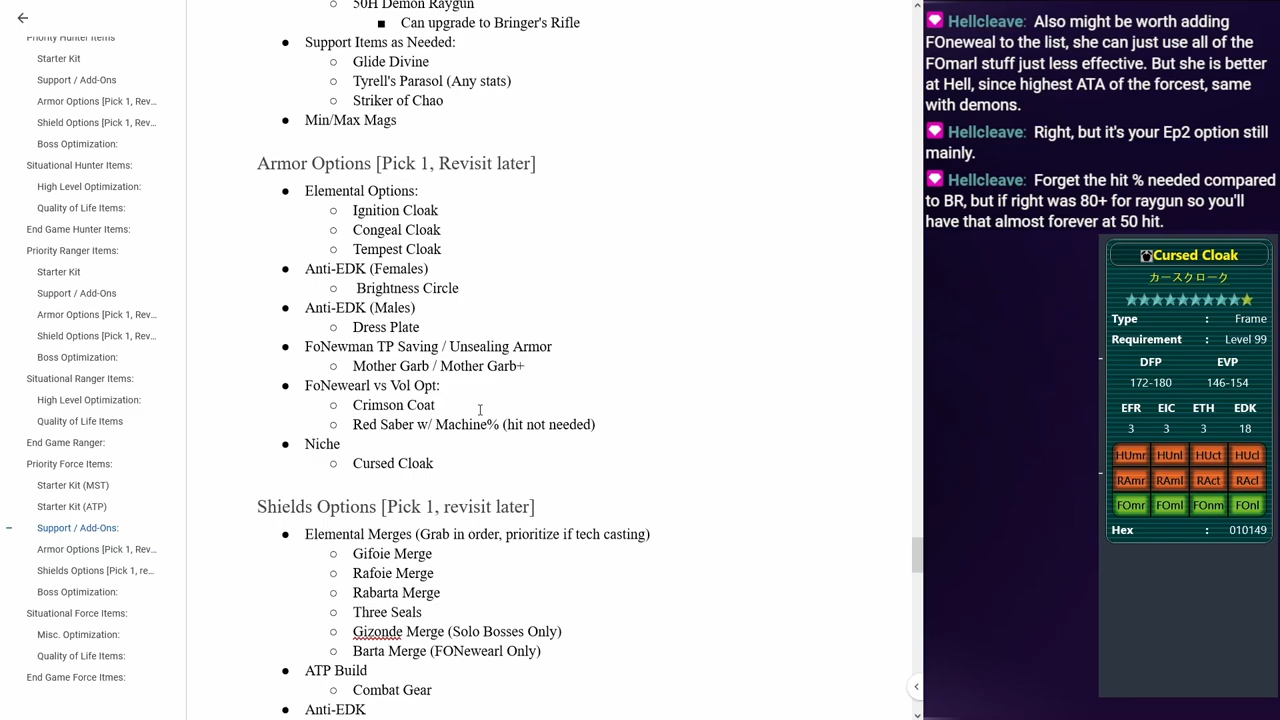 50H Demon Raygun
Can upgrade to Bringer's Rifle
Support Items as Needed:
Glide Divine
Tyrell's Parasol (Any stats)
Striker of Chao
Min/Max Mags
Armor Options [Pick 1, Revisit later]
Elemental Options:
Ignition Cloak
Congeal Cloak
Tempest Cloak
Anti-EDK (Females)
Brightness Circle
Anti-EDK (Males)
Dress Plate
FoNewman TP Saving / Unsealing Armor
Mother Garb / Mother Garb+
FoNewearl vs Vol Opt:
Crimson Coat
Red Saber w/ Machine% (hit not needed)
Niche
Cursed Cloak
Shields Options [Pick 1, revisit later]
Elemental Merges (Grab in order, prioritize if tech casting)
Gifoie Merge
Rafoie Merge
Rabarta Merge
Three Seals
Gizonde Merge (Solo Bosses Only)
Barta Merge (FONewearl Only)
ATP Build
Combat Gear
Anti-EDK
Priority Hunter Items
Starter Kit
Support / Add-Ons
Armor Options [Pick 1, Rev...
Shield Options [Pick 1, Rev...
Boss Optimization:
Situational Hunter Items:
High Level Optimization:
Quality of Life Items:
End Game Hunter Items:
Priority Ranger Items:
Starter Kit
Support / Add-Ons
Armor Options [Pick 1, Rev...
Shield Options [Pick 1, Rev...
Boss Optimization:
Situational Ranger Items:
High Level Optimization:
Quality of Life Items
End Game Ranger:
Priority Force Items:
Starter Kit (MST)
Starter Kit (ATP)
Support / Add-Ons:
Armor Options [Pick 1, Rev...
Shields Options [Pick 1, re...
Boss Optimization:
Situational Force Items:
Misc. Optimization:
Quality of Life Items:
End Game Force Itmes:
Hellcleave: Also might be worth adding
FOneweal to the list, she can just use all of the
FOmarl stuff just less effective. But she is better
at Hell, since highest ATA of the forcest, same
with demons.
Hellcleave: Right, but it's your Ep2 option still
mainly.
Hellcleave: Forget the hit % needed compared
to BR, but if right was 80+ for raygun so you'll
have that almost forever at 50 hit.
Cursed Cloak
カースクローク
Type : Frame
Requirement : Level 99
DFP EVP
172-180 146-154
EFR EIC ETH EDK
3 3 3 18
HUmr HUnl HUct HUcl
RAmr RAml RAct RAcl
FOmr FOml FOnm FOnl
Hex : 010149